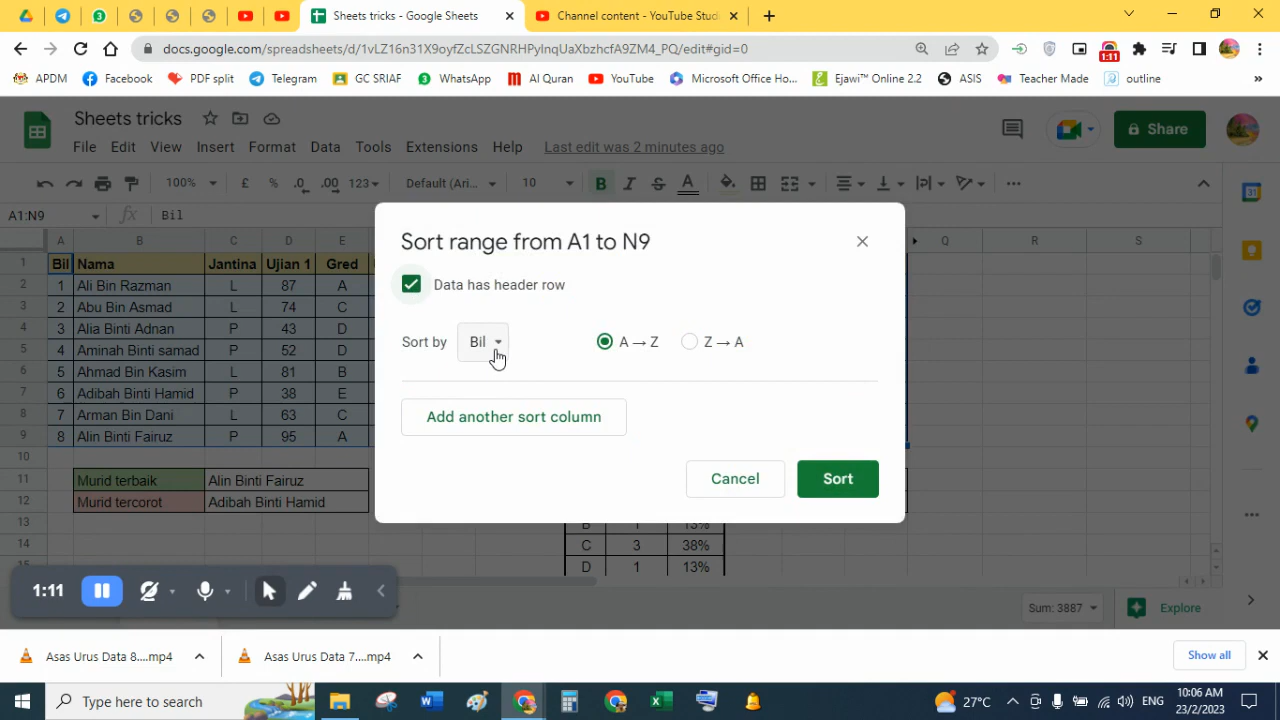 Sheets tricks - Google Sheets
Channel content - YouTube Stud
docs.google.com/spreadsheets/d/1vLZ16n31X9oyfZcLSZGNRHPylnqUaXbzhcfA9ZM4_PQ/edit#gid=0
1:11
APDM Facebook PDF split Telegram GC SRIAF WhatsApp Al Quran YouTube Microsoft Office Ho... Ejawi™ Online 2.2 ASIS Teacher Made outline »
Sheets tricks
Share
File Edit View Insert Format Data Tools Extensions Help Last edit was 2 minutes ago
100% £ % .0 .00 123 Default (Ari... 10 B I S A
A1:N9 fx Bil
A B C D E Q R S
1 Bil Nama Jantina Ujian 1 Gred
2 1 Ali Bin Razman L 87 A
3 2 Abu Bin Asmad L 74 C
4 3 Alia Binti Adnan P 43 D
5 4 Aminah Binti samad P 52 D
6 5 Ahmad Bin Kasim L 81 B
7 6 Adibah Binti Hamid P 38 E
8 7 Arman Bin Dani L 63 C
9 8 Alin Binti Fairuz P 95 A
10
11 Murid terbaik Alin Binti Fairuz
12 Murid tercorot Adibah Binti Hamid
13 B 1 13%
14 C 3 38%
15 D 1 13%
Sort range from A1 to N9
Data has header row
Sort by Bil A → Z Z → A
Add another sort column
Cancel Sort
1:11
Sum: 3887 Explore
Asas Urus Data 8....mp4 Asas Urus Data 7....mp4 Show all
Type here to search
27°C ENG
10:06 AM
23/2/2023